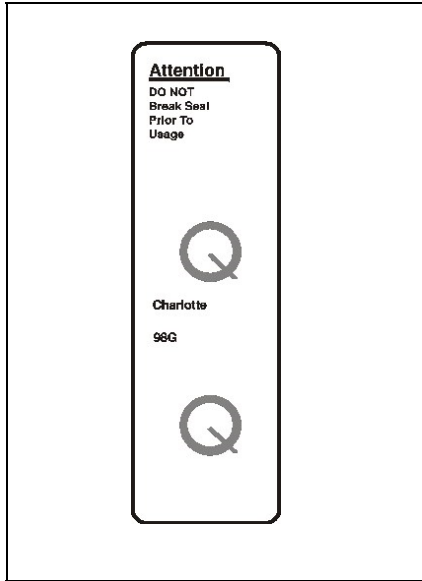 Attention
DO NOT
Break Seal
Prior To
Usage
Q
Charlotte
98G
Q